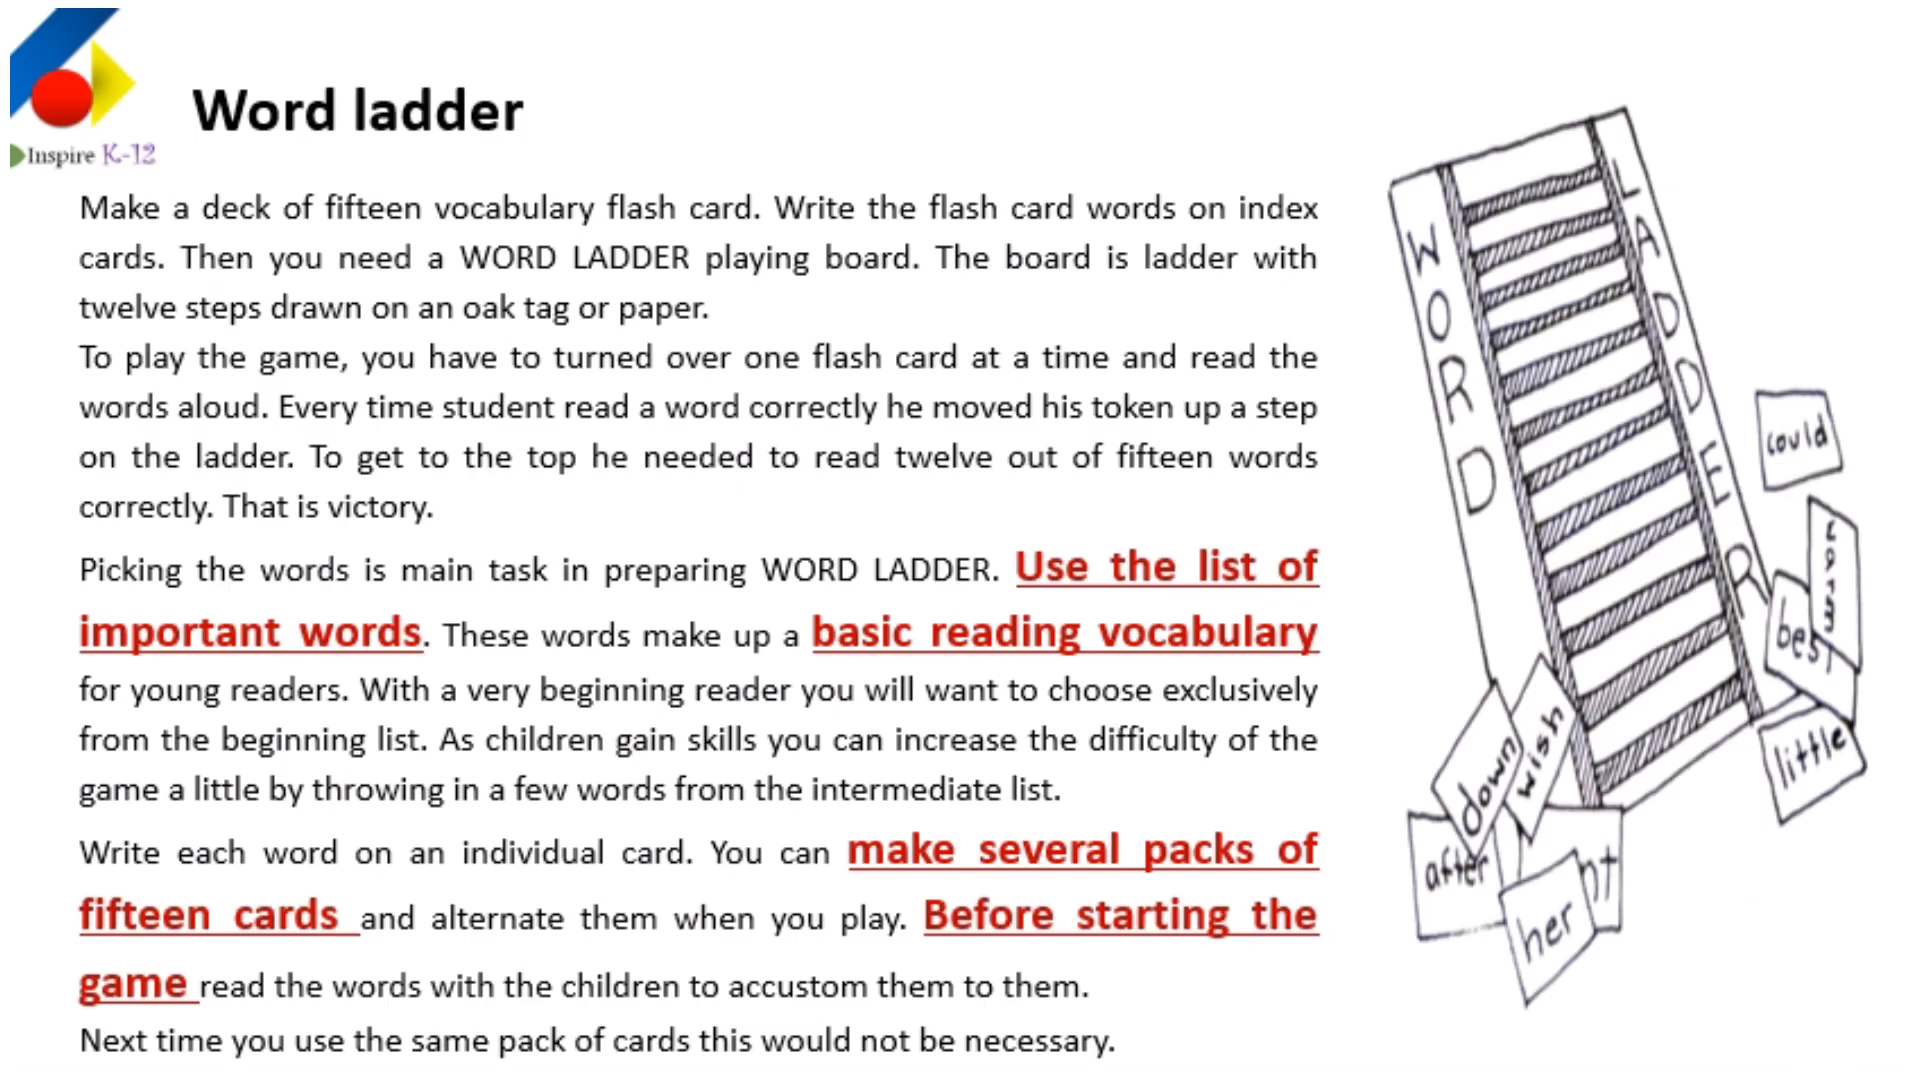 Inspire K-12
Word ladder
Make a deck of fifteen vocabulary flash card. Write the flash card words on index
cards. Then you need a WORD LADDER playing board. The board is ladder with
twelve steps drawn on an oak tag or paper.
To play the game, you have to turned over one flash card at a time and read the
words aloud. Every time student read a word correctly he moved his token up a step
on the ladder. To get to the top he needed to read twelve out of fifteen words
correctly. That is victory.
Picking the words is main task in preparing WORD LADDER. Use the list of
important words. These words make up a basic reading vocabulary
for young readers. With a very beginning reader you will want to choose exclusively
from the beginning list. As children gain skills you can increase the difficulty of the
game a little by throwing in a few words from the intermediate list.
Write each word on an individual card. You can make several packs of
fifteen cards and alternate them when you play. Before starting the
game read the words with the children to accustom them to them.
Next time you use the same pack of cards this would not be necessary.
WORD
LADDER
could
warm
best
little
wish
down
after
her